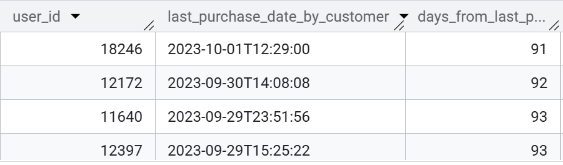 user_id last_purchase_date_by_customer days_from_last_p...
18246 2023-10-01T12:29:00 91
12172 2023-09-30T14:08:08 92
11640 2023-09-29T23:51:56 93
12397 2023-09-29T15:25:22 93